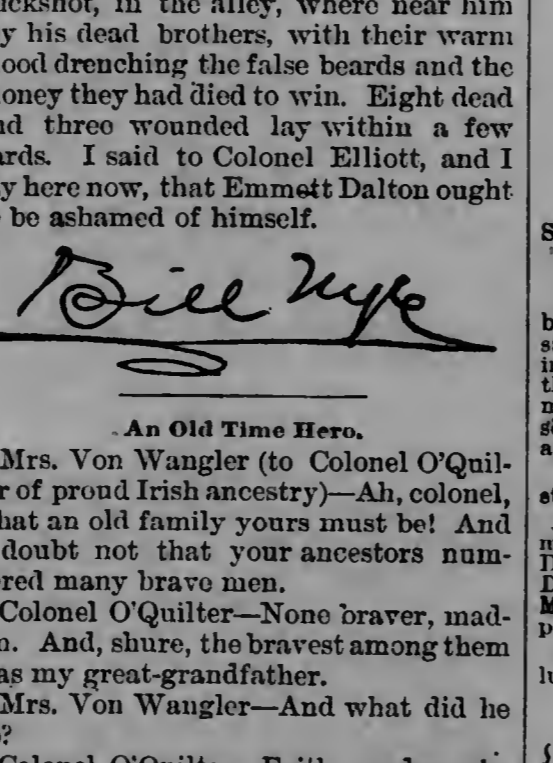 ckshot, in the alley, where near him
y his dead brothers, with their warm
ood drenching the false beards and the
oney they had died to win. Eight dead
nd three wounded lay within a few
ards. I said to Colonel Elliott, and I
y here now, that Emmett Dalton ought
be ashamed of himself.
Bill Nye
An Old Time Hero.
Mrs. Von Wangler (to Colonel O'Quil-
r of proud Irish ancestry)—Ah, colonel,
hat an old family yours must be! And
doubt not that your ancestors num-
red many brave men.
Colonel O'Quilter—None braver, mad-
n. And, shure, the bravest among them
as my great-grandfather.
Mrs. Von Wangler—And what did he
?